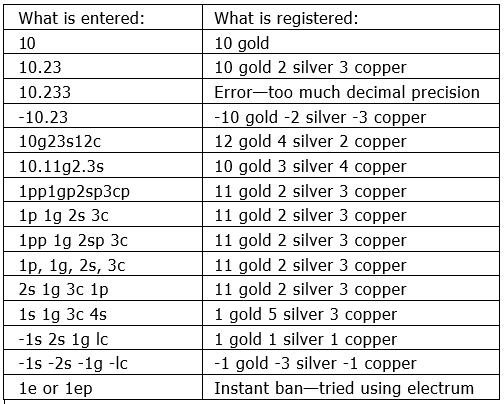 What is entered: What is registered:
10 10 gold
10.23 10 gold 2 silver 3 copper
10.233 Error—too much decimal precision
-10.23 -10 gold -2 silver -3 copper
10g23s12c 12 gold 4 silver 2 copper
10.11g2.3s 10 gold 3 silver 4 copper
1pp1gp2sp3cp 11 gold 2 silver 3 copper
1p 1g 2s 3c 11 gold 2 silver 3 copper
1pp 1g 2sp 3c 11 gold 2 silver 3 copper
1p, 1g, 2s, 3c 11 gold 2 silver 3 copper
2s 1g 3c 1p 11 gold 2 silver 3 copper
1s 1g 3c 4s 1 gold 5 silver 3 copper
-1s 2s 1g lc 1 gold 1 silver 1 copper
-1s -2s -1g -lc -1 gold -3 silver -1 copper
1e or 1ep Instant ban—tried using electrum